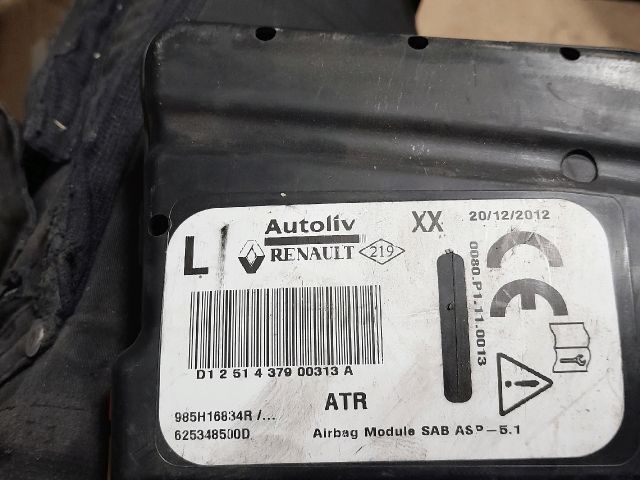 Autoliv XX 20/12/2012
L RENAULT 219
CE 0080.P1.11.0013
D1 2 51 4 379 00313 A
985H16834R /...
625348500D
ATR
Airbag Module SAB ASP-5.1